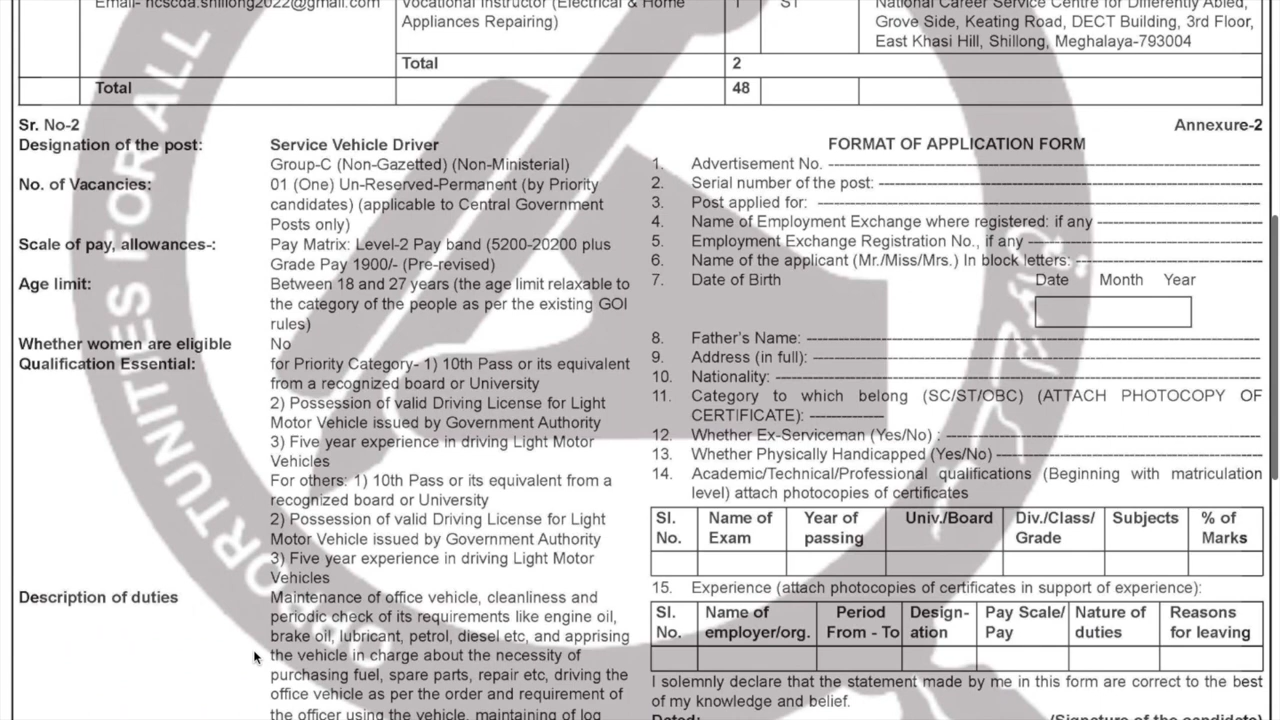 Email- ncscda.shillong2022@gmail.com
Vocational Instructor (Electrical & Home
Appliances Repairing)
1
ST
National Career Service Centre for Differently Abled,
Grove Side, Keating Road, DECT Building, 3rd Floor,
East Khasi Hill, Shillong, Meghalaya-793004
Total 2
Total 48
Sr. No-2
Designation of the post: Service Vehicle Driver
Group-C (Non-Gazetted) (Non-Ministerial)
No. of Vacancies: 01 (One) Un-Reserved-Permanent (by Priority
candidates) (applicable to Central Government
Posts only)
Scale of pay, allowances-: Pay Matrix: Level-2 Pay band (5200-20200 plus
Grade Pay 1900/- (Pre-revised)
Age limit: Between 18 and 27 years (the age limit relaxable to
the category of the people as per the existing GOI
rules)
Whether women are eligible No
Qualification Essential: for Priority Category- 1) 10th Pass or its equivalent
from a recognized board or University
2) Possession of valid Driving License for Light
Motor Vehicle issued by Government Authority
3) Five year experience in driving Light Motor
Vehicles
For others: 1) 10th Pass or its equivalent from a
recognized board or University
2) Possession of valid Driving License for Light
Motor Vehicle issued by Government Authority
3) Five year experience in driving Light Motor
Vehicles
Description of duties Maintenance of office vehicle, cleanliness and
periodic check of its requirements like engine oil,
brake oil, lubricant, petrol, diesel etc, and apprising
the vehicle in charge about the necessity of
purchasing fuel, spare parts, repair etc, driving the
office vehicle as per the order and requirement of
the officer using the vehicle, maintaining of log
Annexure-2
FORMAT OF APPLICATION FORM
1. Advertisement No.
2. Serial number of the post:
3. Post applied for:
4. Name of Employment Exchange where registered: if any
5. Employment Exchange Registration No., if any
6. Name of the applicant (Mr./Miss/Mrs.) In block letters:
7. Date of Birth Date Month Year
8. Father's Name:
9. Address (in full):
10. Nationality:
11. Category to which belong (SC/ST/OBC) (ATTACH PHOTOCOPY OF
CERTIFICATE):
12. Whether Ex-Serviceman (Yes/No) :
13. Whether Physically Handicapped (Yes/No)
14. Academic/Technical/Professional qualifications (Beginning with matriculation
level) attach photocopies of certificates
Sl. No. Name of Exam Year of passing Univ./Board Div./Class/ Grade Subjects % of Marks
15. Experience (attach photocopies of certificates in support of experience):
Sl. No. Name of employer/org. Period From - To Design-ation Pay Scale/ Pay Nature of duties Reasons for leaving
I solemnly declare that the statement made by me in this form are correct to the best
of my knowledge and belief.
Dated: (Signature of the candidate)
OPPORTUNITIES FOR ALL